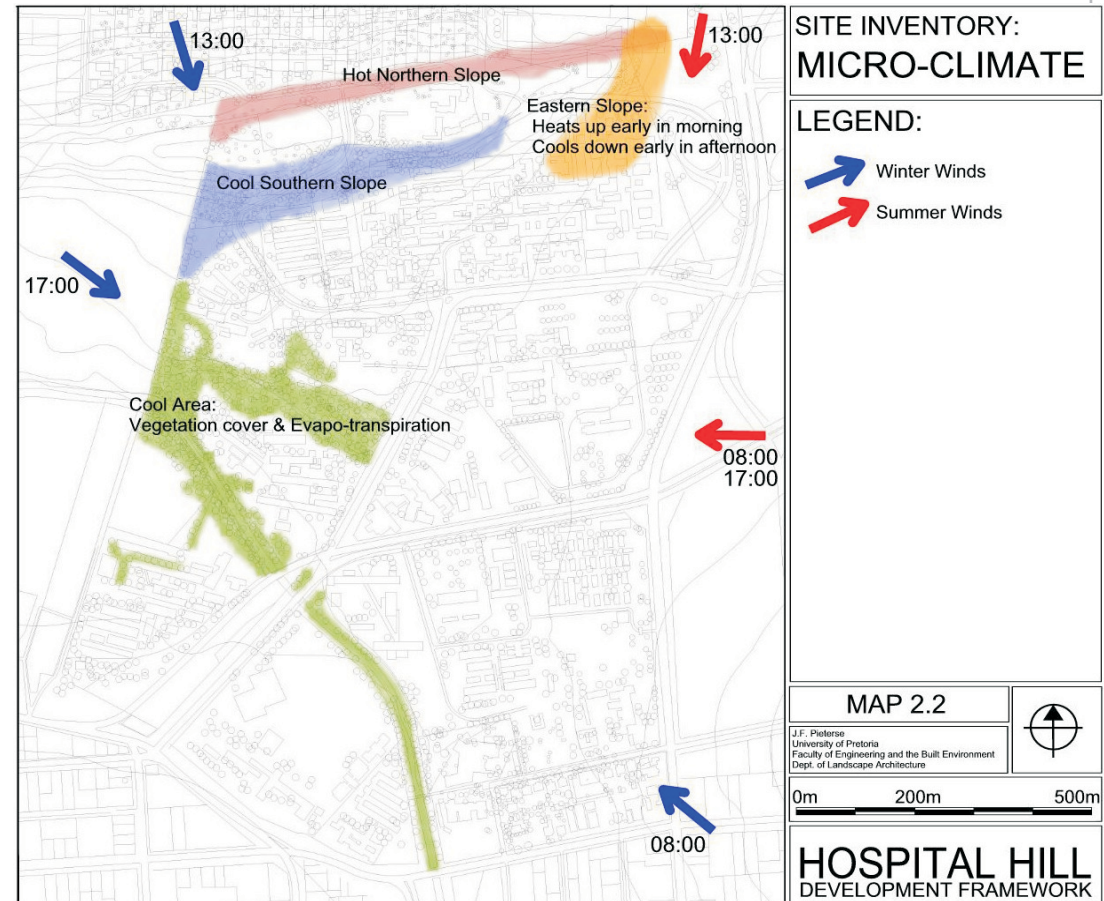 13:00
13:00
Hot Northern Slope
Eastern Slope:
Heats up early in morning
Cools down early in afternoon
Cool Southern Slope
17:00
Cool Area:
Vegetation cover & Evapo-transpiration
08:00
17:00
08:00
SITE INVENTORY:
MICRO-CLIMATE
LEGEND:
Winter Winds
Summer Winds
MAP 2.2
J.F. Pieterse
University of Pretoria
Faculty of Engineering and the Built Environment
Dept. of Landscape Architecture
0m 200m 500m
HOSPITAL HILL
DEVELOPMENT FRAMEWORK